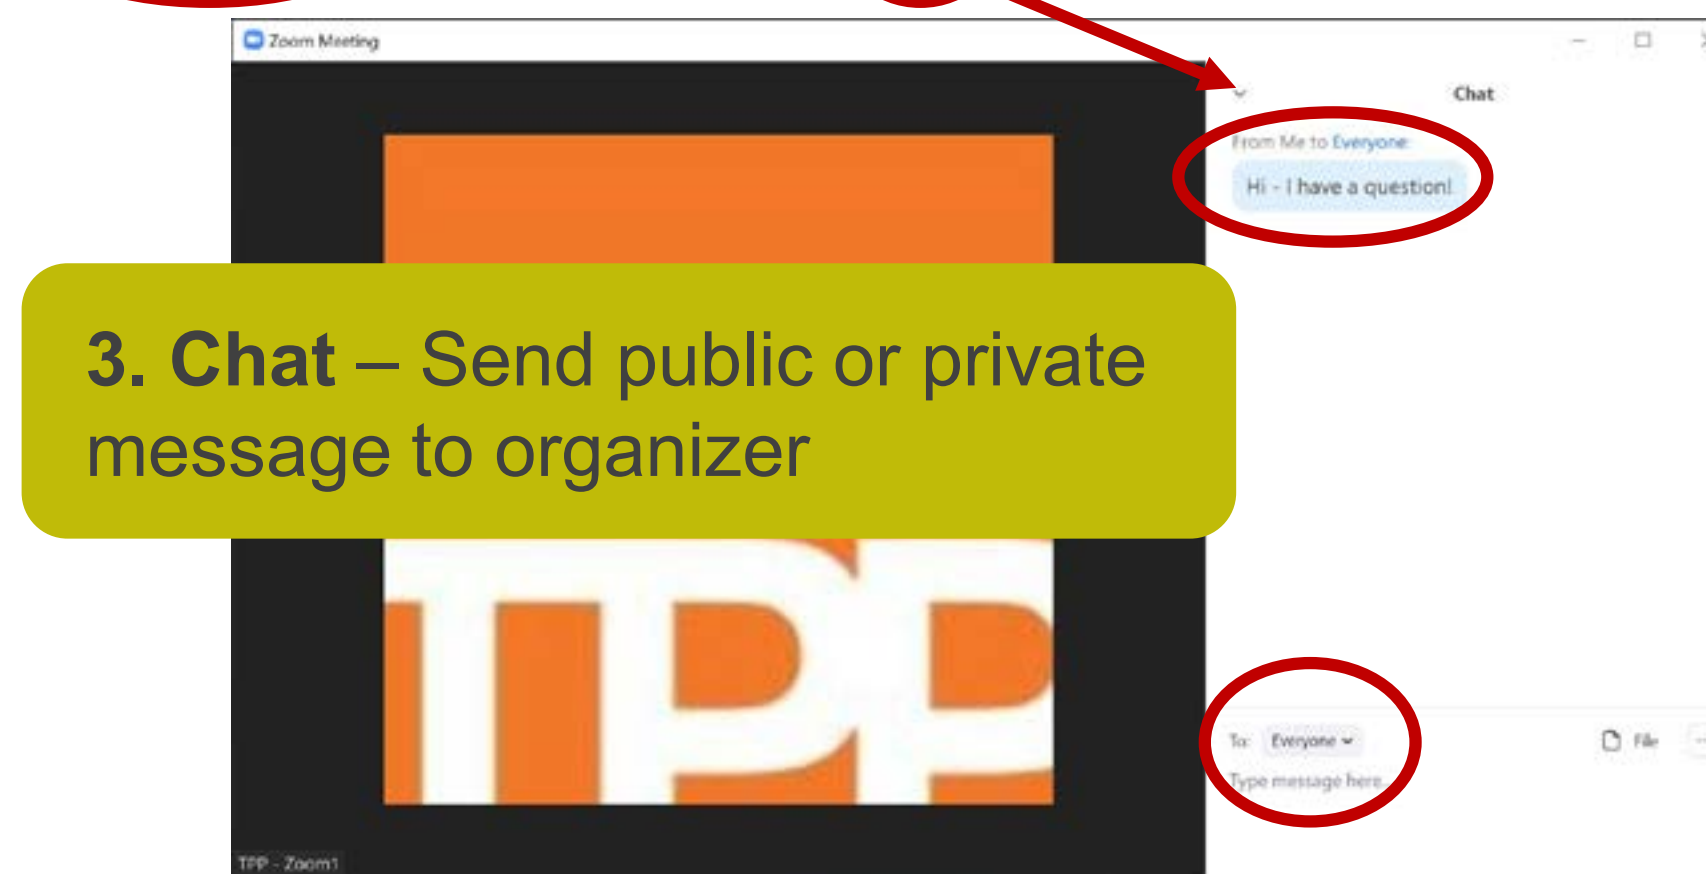 Zoom Meeting
Chat
From Me to Everyone:
Hi - I have a question!
3. Chat – Send public or private
message to organizer
TPP
To: Everyone
File
Type message here...
TPP - Zoom1